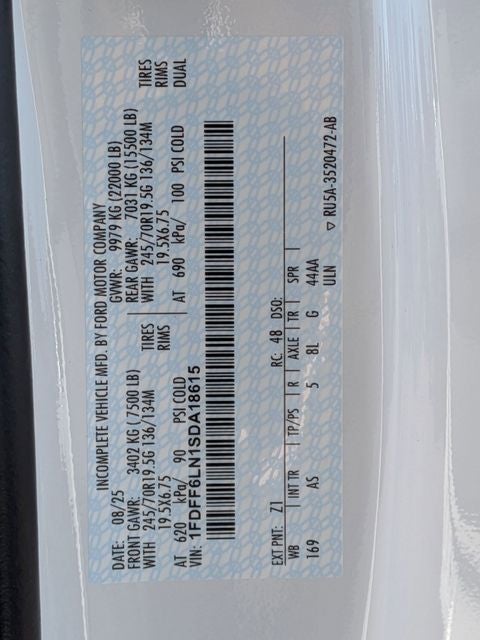 INCOMPLETE VEHICLE MFD. BY FORD MOTOR COMPANY
DATE: 08/25 GVWR: 9979 KG (22000 LB)
FRONT GAWR: 3402 KG (7500 LB) REAR GAWR: 7031 KG (15500 LB)
WITH 245/70R19.5G 136/134M TIRES WITH 245/70R19.5G 136/134M TIRES
19.5X6.75 RIMS 19.5X6.75 RIMS
AT 620 kPa/ 90 PSI COLD AT 690 kPa/ 100 PSI COLD DUAL
VIN: 1FDFF6LN1SDA18615
EXT PNT: Z1 RC: 48 DSO:
WB INT TR TP/PS R AXLE TR SPR
169 AS 5 8L G 44AA
ULN
▽ RU5A-3520472-AB